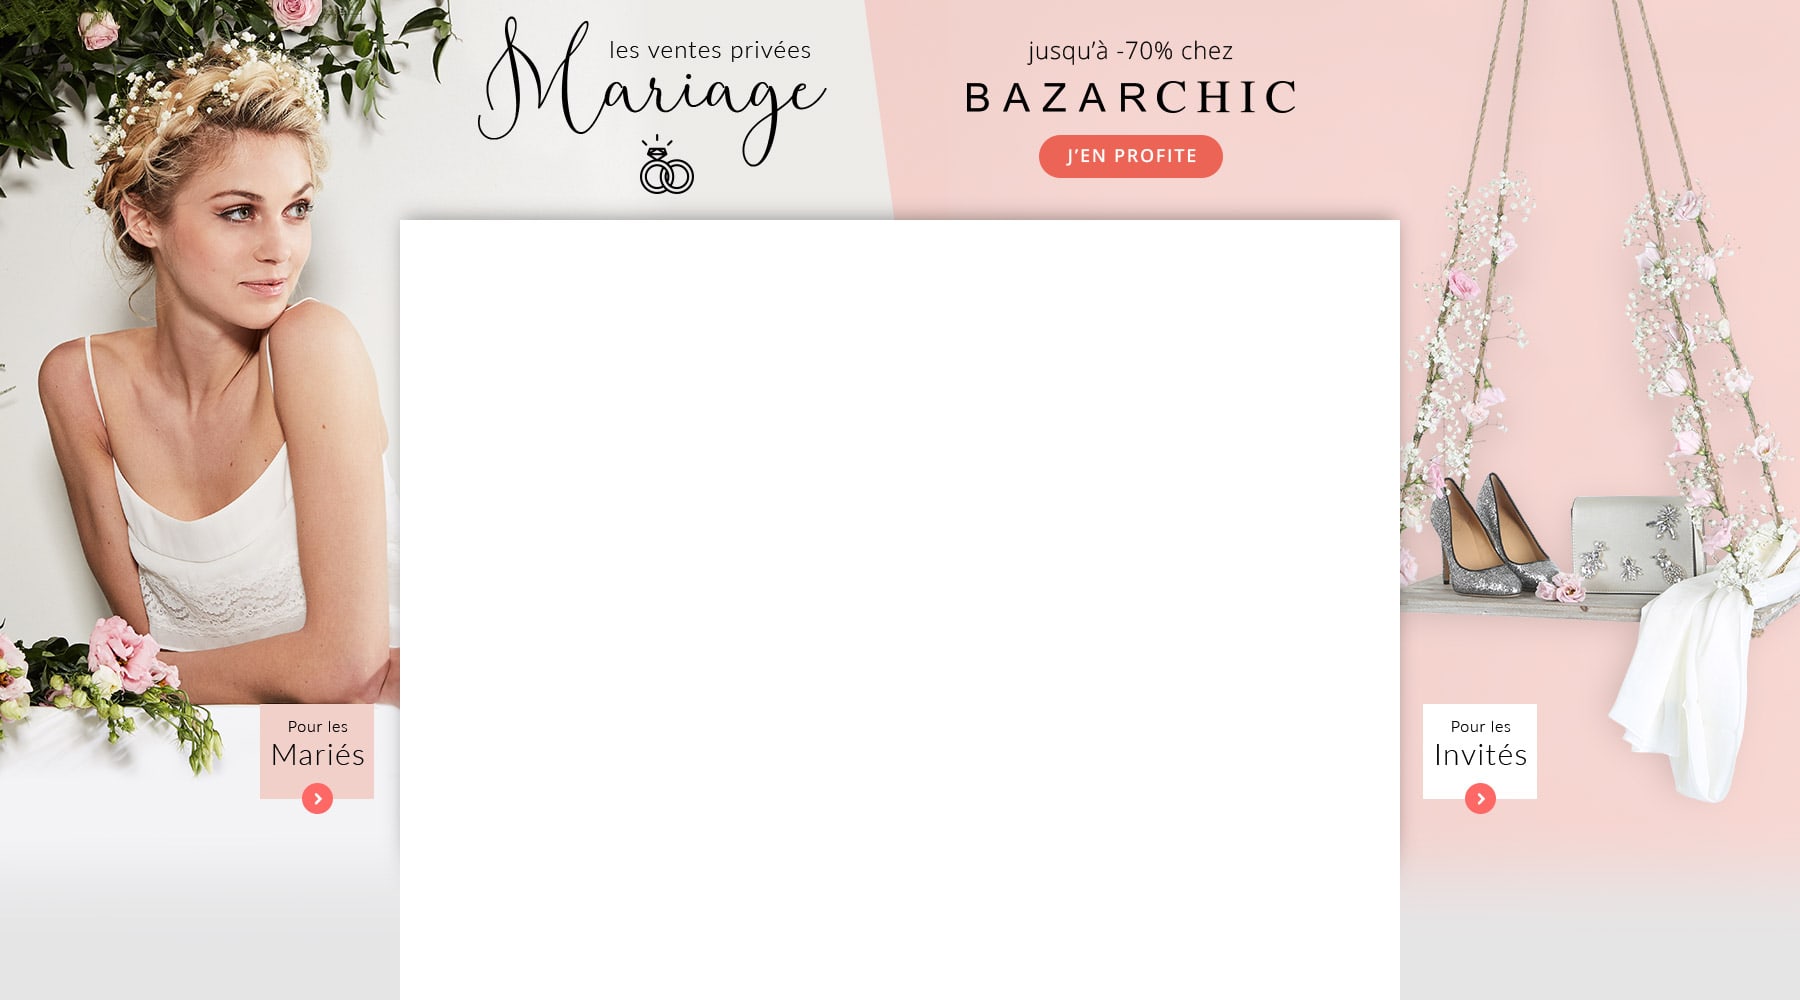 les ventes privées
Mariage
jusqu’à -70% chez
BAZARCHIC
J’EN PROFITE
Pour les
Mariés
Pour les
Invités